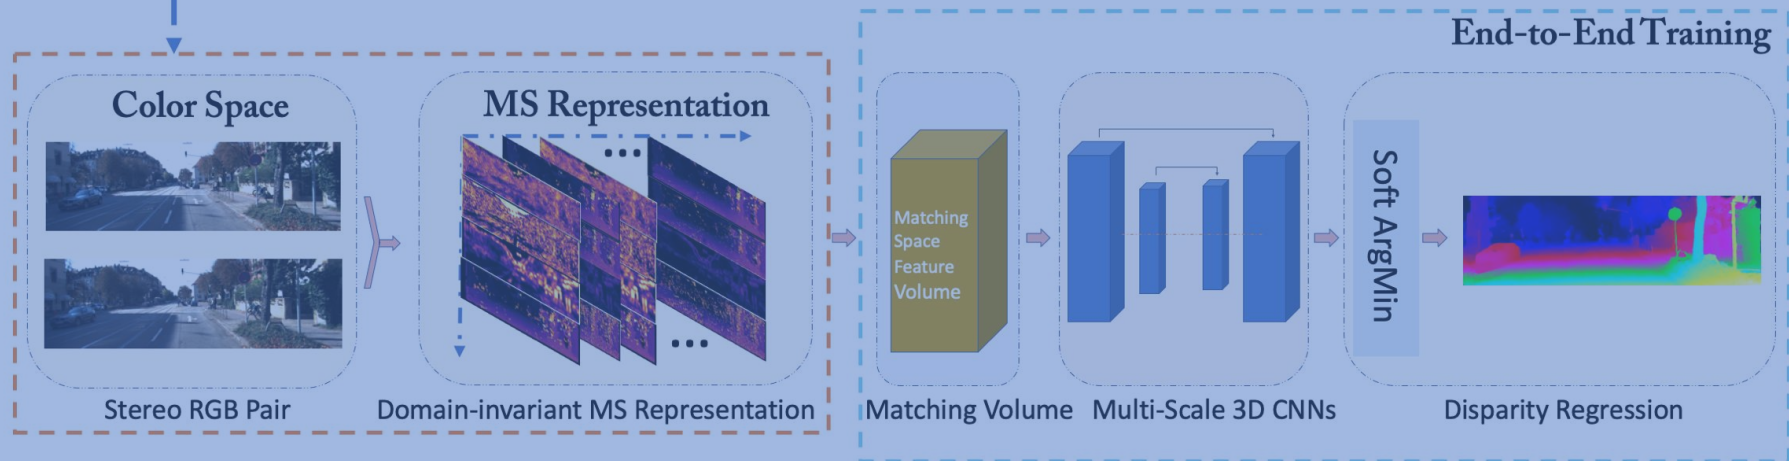 End-to-End Training
Color Space
MS Representation
Matching
Space
Feature
Volume
Soft ArgMin
Stereo RGB Pair
Domain-invariant MS Representation
Matching Volume
Multi-Scale 3D CNNs
Disparity Regression